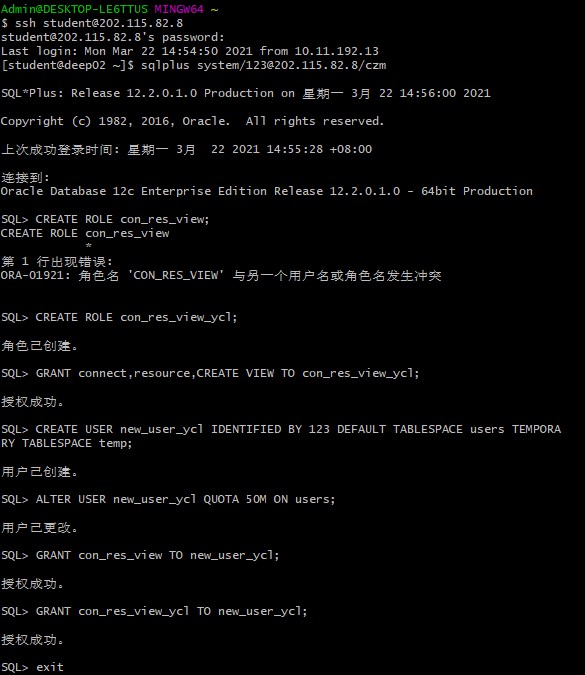 Admin@DESKTOP-LE6TTUS MINGW64 ~
$ ssh student@202.115.82.8
student@202.115.82.8's password:
Last login: Mon Mar 22 14:54:50 2021 from 10.11.192.13
[student@deep02 ~]$ sqlplus system/123@202.115.82.8/czm
SQL*Plus: Release 12.2.0.1.0 Production on 星期一 3月 22 14:56:00 2021
Copyright (c) 1982, 2016, Oracle.  All rights reserved.
上次成功登录时间: 星期一 3月  22 2021 14:55:28 +08:00
连接到:
Oracle Database 12c Enterprise Edition Release 12.2.0.1.0 - 64bit Production
SQL> CREATE ROLE con_res_view;
CREATE ROLE con_res_view
*
第 1 行出现错误:
ORA-01921: 角色名 'CON_RES_VIEW' 与另一个用户名或角色名发生冲突
SQL> CREATE ROLE con_res_view_ycl;
角色已创建。
SQL> GRANT connect,resource,CREATE VIEW TO con_res_view_ycl;
授权成功。
SQL> CREATE USER new_user_ycl IDENTIFIED BY 123 DEFAULT TABLESPACE users TEMPORA
RY TABLESPACE temp;
用户已创建。
SQL> ALTER USER new_user_ycl QUOTA 50M ON users;
用户已更改。
SQL> GRANT con_res_view TO new_user_ycl;
授权成功。
SQL> GRANT con_res_view_ycl TO new_user_ycl;
授权成功。
SQL> exit